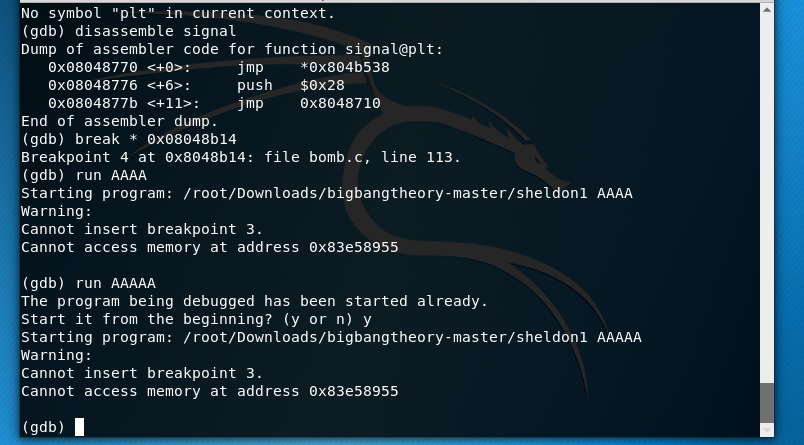 No symbol "plt" in current context.
(gdb) disassemble signal
Dump of assembler code for function signal@plt:
   0x08048770 <+0>:     jmp    *0x804b538
   0x08048776 <+6>:     push   $0x28
   0x0804877b <+11>:    jmp    0x8048710
End of assembler dump.
(gdb) break * 0x08048b14
Breakpoint 4 at 0x8048b14: file bomb.c, line 113.
(gdb) run AAAA
Starting program: /root/Downloads/bigbangtheory-master/sheldon1 AAAA
Warning:
Cannot insert breakpoint 3.
Cannot access memory at address 0x83e58955

(gdb) run AAAAA
The program being debugged has been started already.
Start it from the beginning? (y or n) y
Starting program: /root/Downloads/bigbangtheory-master/sheldon1 AAAAA
Warning:
Cannot insert breakpoint 3.
Cannot access memory at address 0x83e58955

(gdb)